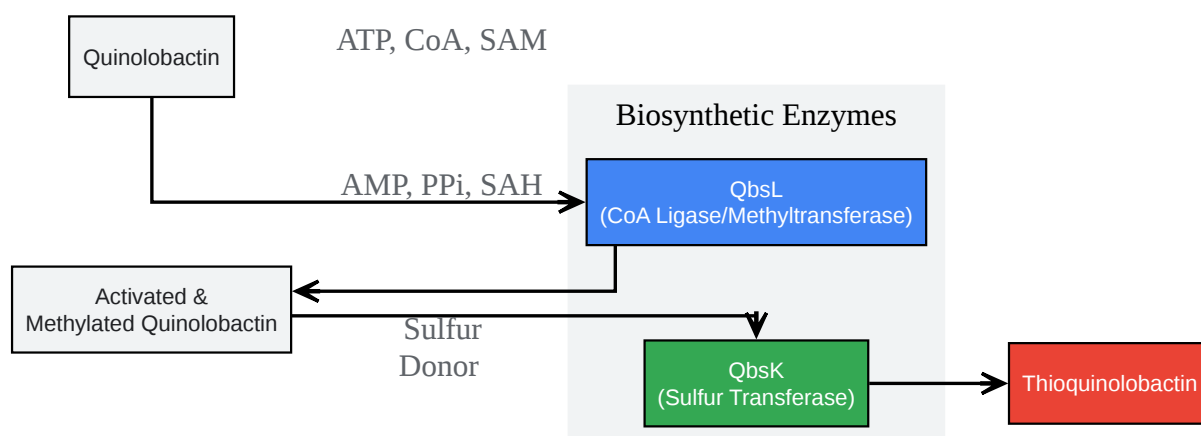 ATP, CoA, SAM
Quinolobactin
Biosynthetic Enzymes
AMP, PPi, SAH
QbsL
(CoA Ligase/Methyltransferase)
Activated &
Methylated Quinolobactin
Sulfur
Donor
QbsK
(Sulfur Transferase)
Thioquinolobactin